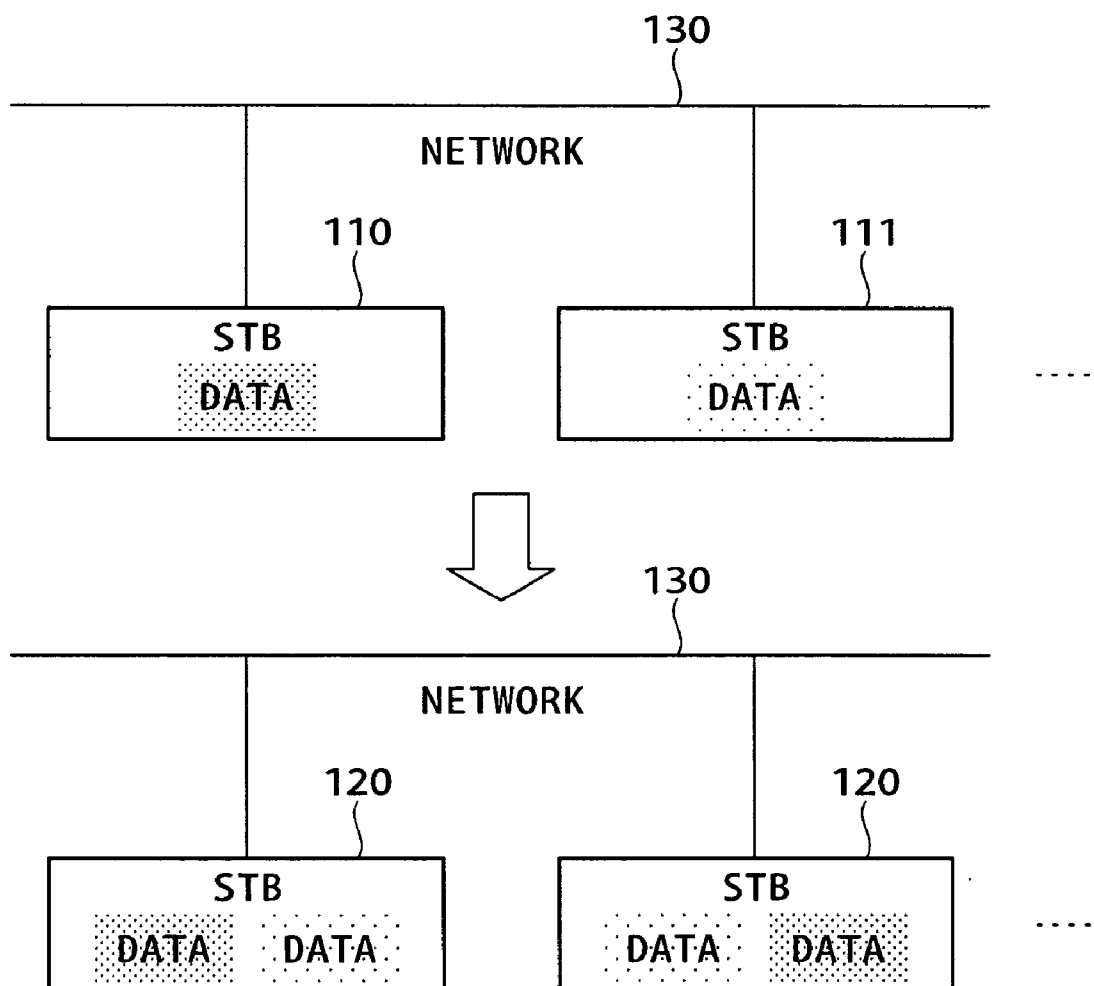 130
NETWORK
110 111
STB STB
DATA DATA
130
NETWORK
120 120
STB STB
DATA DATA DATA DATA